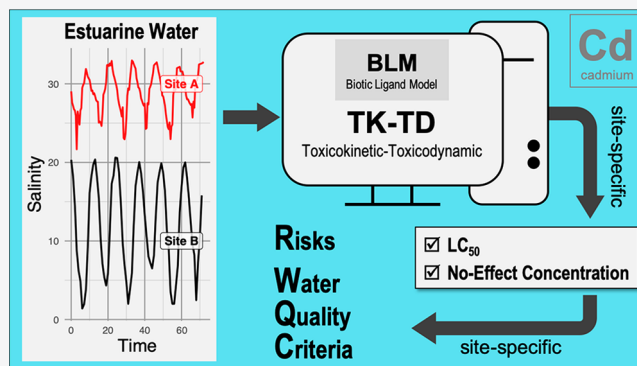 Estuarine Water
Salinity
30
20
10
0
Site A
Site B
0 20 40 60
Time
BLM
Biotic Ligand Model
TK-TD
Toxicokinetic-Toxicodynamic
Cd
cadmium
site-specific
☑ LC₅₀
☑ No-Effect Concentration
site-specific
Risks
Water
Quality
Criteria